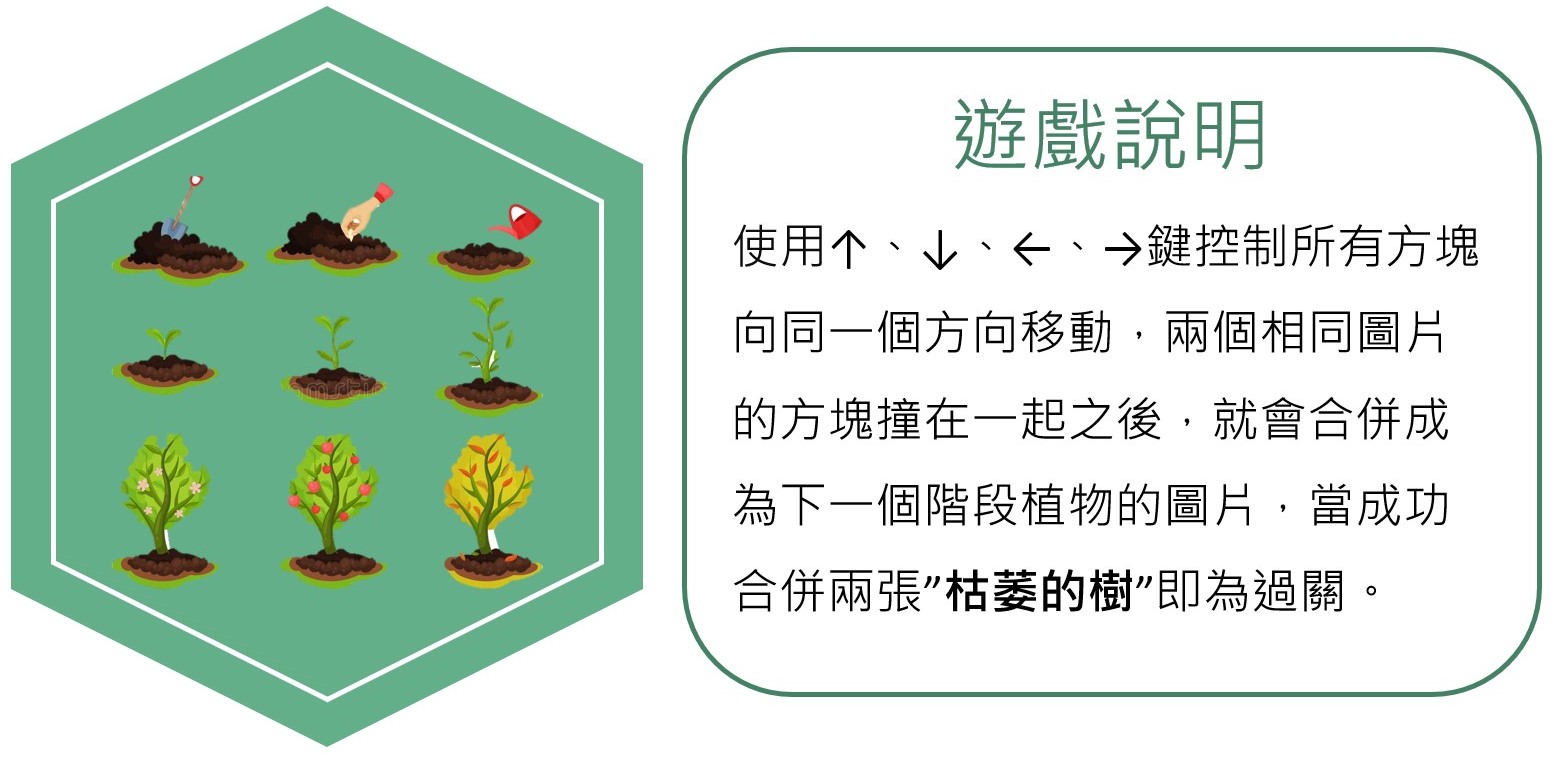 遊戲說明
使用↑、↓、←、→鍵控制所有方塊
向同一個方向移動，兩個相同圖片
的方塊撞在一起之後，就會合併成
為下一個階段植物的圖片，當成功
合併兩張”枯萎的樹”即為過關。